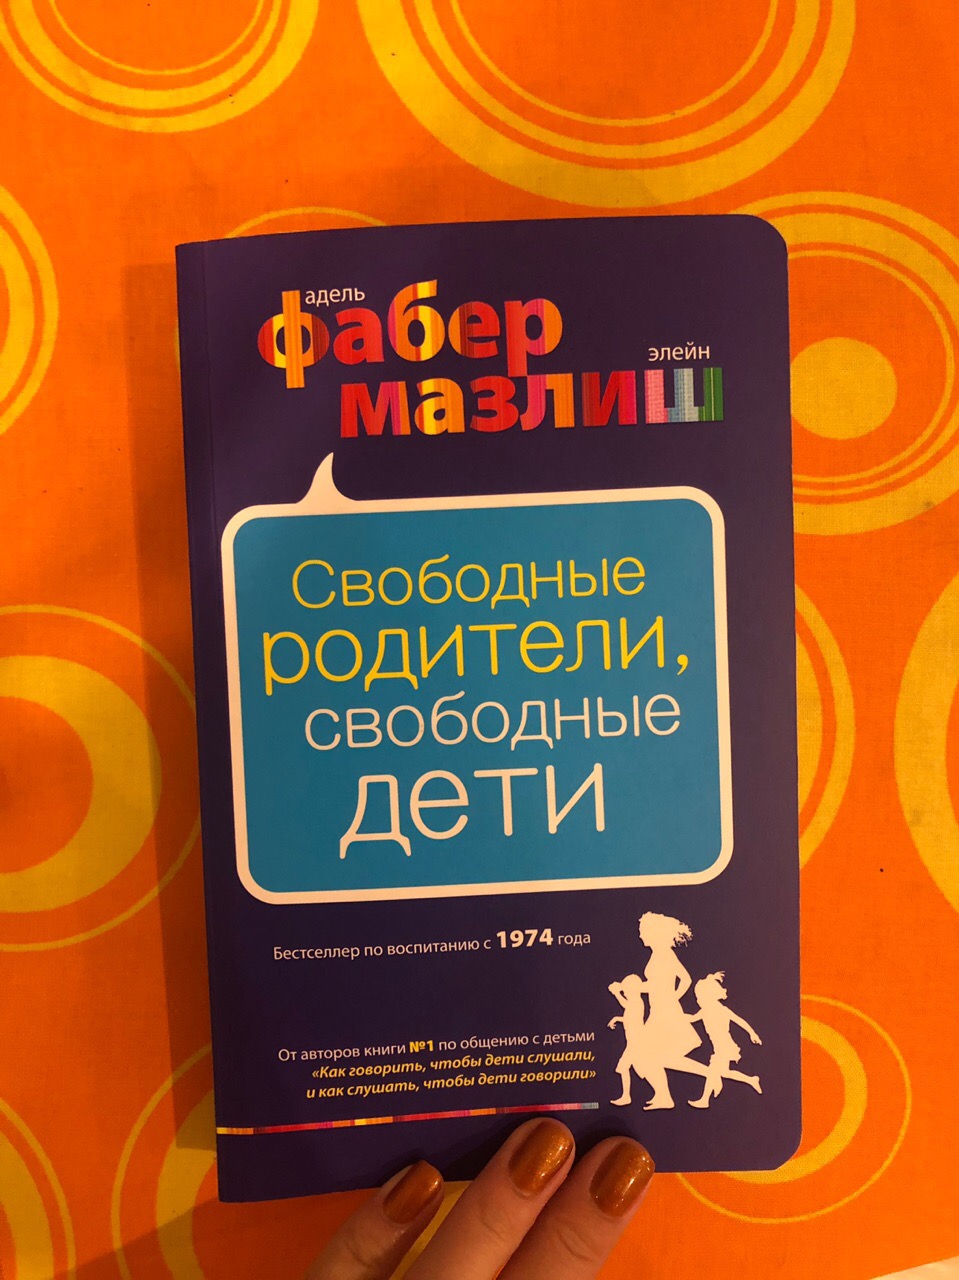 адель
фабер
элейн
мазлиш
Свободные
родители,
свободные
дети
Бестселлер по воспитанию с 1974 года
От авторов книги №1 по общению с детьми
«Как говорить, чтобы дети слушали,
и как слушать, чтобы дети говорили»